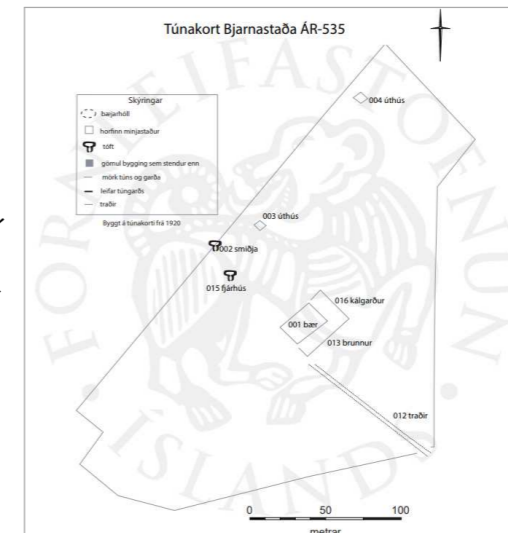 Túnakort Bjarnastaða ÁR-535
Skýringar
bæjarhóll
horfinn minjastaður
tóft
gömul bygging sem stendur enn
mörk túns og garða
leifar túngarðs
traðir
Byggt á túnakorti frá 1920
004 úthús
003 úthús
002 smiðja
015 fjárhús
016 kálgarður
001 bær
013 brunnur
012 traðir
0 50 100
metrar
FORNLEIFASTOFNUN
ÍSLANDS